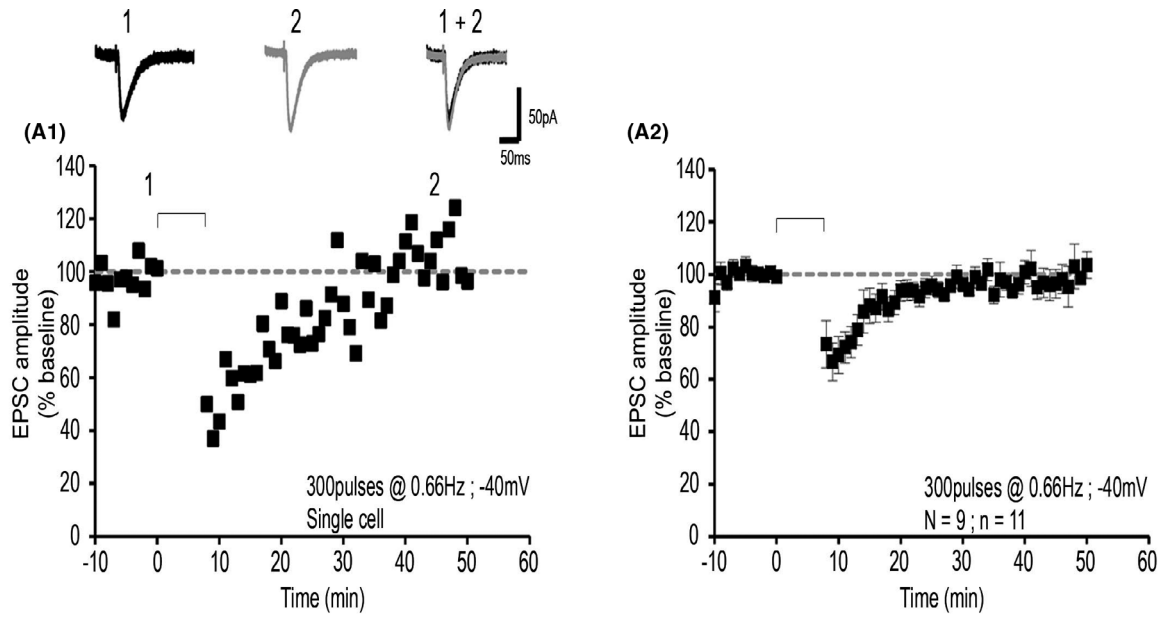 1
2
1 + 2
50pA
50ms
(A1)
140
120
100
80
60
40
20
0
EPSC amplitude
(% baseline)
1
2
300pulses @ 0.66Hz ; -40mV
Single cell
-10
0
10
20
30
40
50
60
Time (min)
(A2)
140
120
100
80
60
40
20
0
EPSC amplitude
(% baseline)
300pulses @ 0.66Hz ; -40mV
N = 9 ; n = 11
-10
0
10
20
30
40
50
60
Time (min)